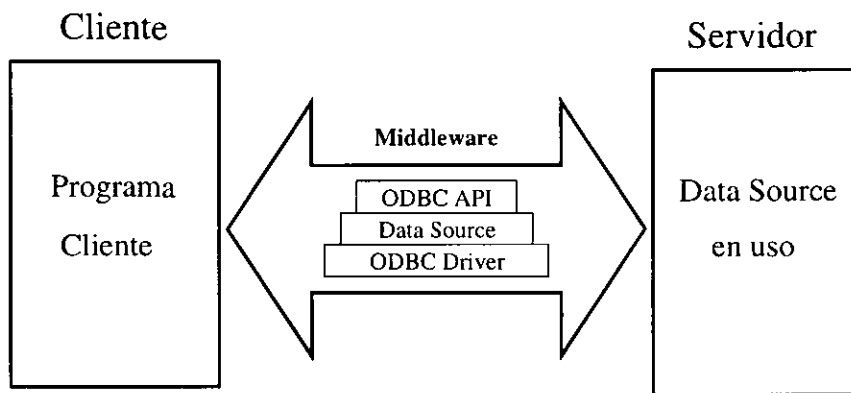 Cliente
Servidor
Middleware
Programa
Cliente
ODBC API
Data Source
ODBC Driver
Data Source
en uso